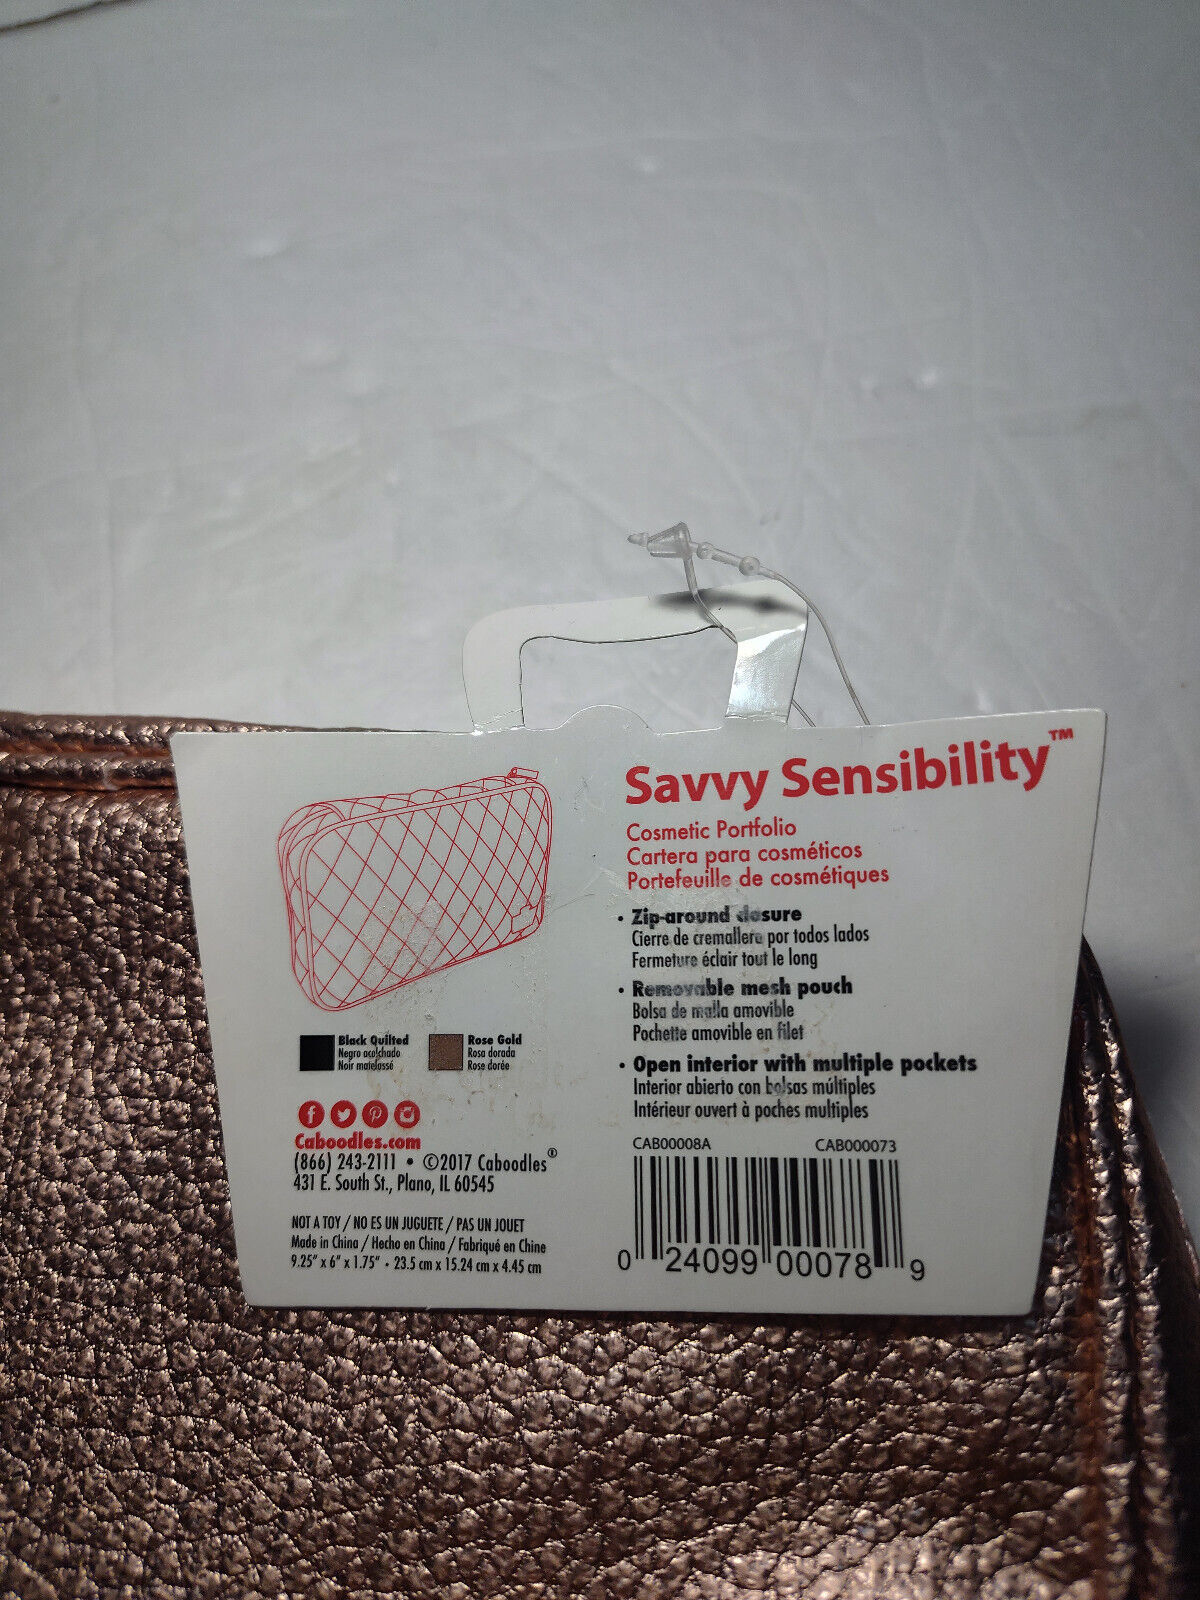 Savvy Sensibility™
Cosmetic Portfolio
Cartera para cosméticos
Portefeuille de cosmétiques
• Zip-around closure
Cierre de cremallera por todos lados
Fermeture éclair tout le long
• Removable mesh pouch
Bolsa de malla amovible
Pochette amovible en filet
• Open interior with multiple pockets
Interior abierto con bolsas múltiples
Intérieur ouvert à poches multiples
CAB00008A CAB000073
0 24099 00078 9
Black Quilted
Negro acolchado
Noir matelassé
Rose Gold
Rosa dorada
Rose dorée
Caboodles.com
(866) 243-2111 • ©2017 Caboodles®
431 E. South St., Plano, IL 60545
NOT A TOY / NO ES UN JUGUETE / PAS UN JOUET
Made in China / Hecho en China / Fabriqué en Chine
9.25" x 6" x 1.75" • 23.5 cm x 15.24 cm x 4.45 cm